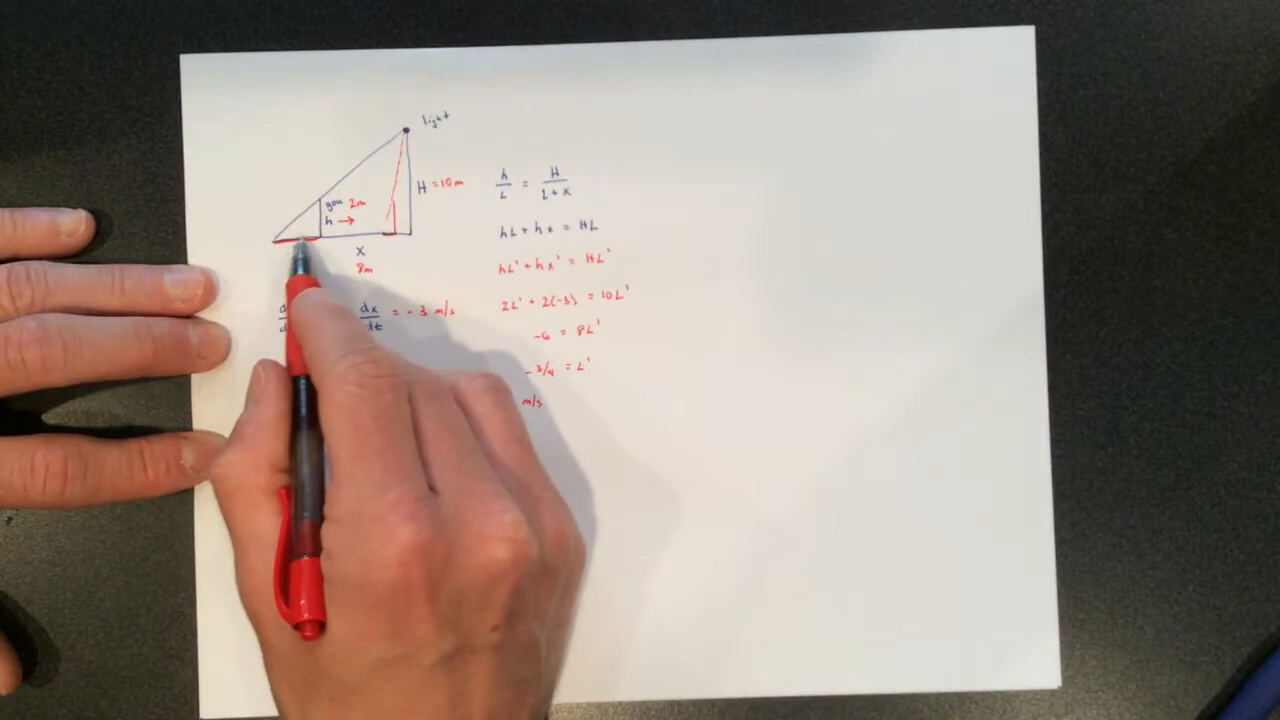 light
H = 10m
you 2m
h →
x
8m
dx/dt = - 3 m/s
h/L = H/(L + x)
hL + hx = HL
hL' + hx' = HL'
2L' + 2(-3) = 10L'
-6 = 8L'
- 3/4 = L'
m/s